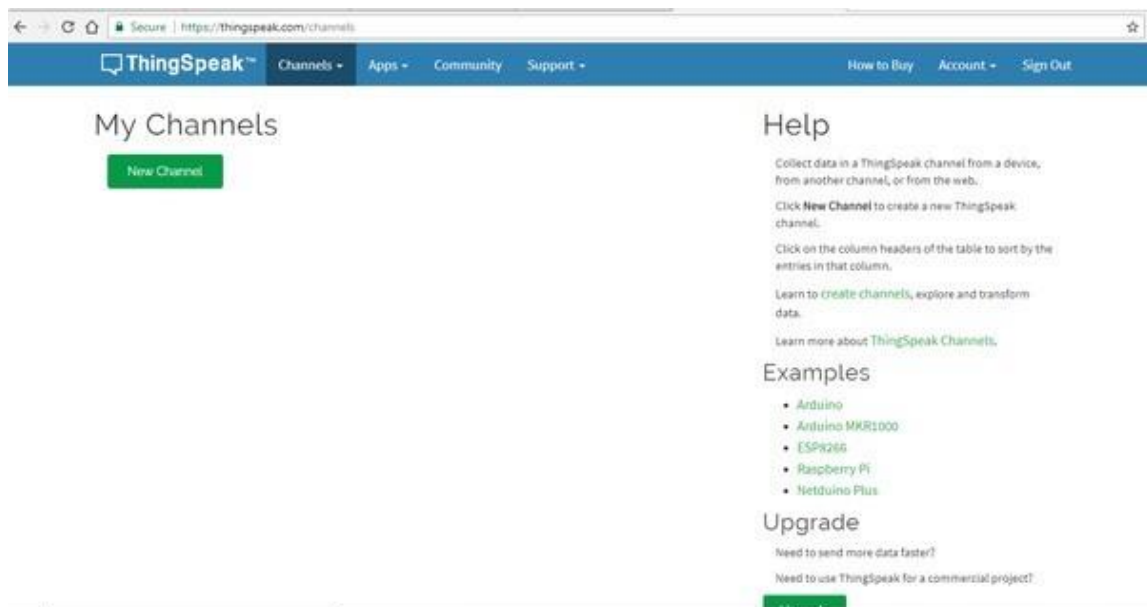 Secure | https://thingspeak.com/channels
ThingSpeak™ Channels Apps Community Support How to Buy Account Sign Out
My Channels
New Channel
Help
Collect data in a ThingSpeak channel from a device,
from another channel, or from the web.
Click New Channel to create a new ThingSpeak
channel.
Click on the column headers of the table to sort by the
entries in that column.
Learn to create channels, explore and transform
data.
Learn more about ThingSpeak Channels.
Examples
• Arduino
• Arduino MKR1000
• ESP8266
• Raspberry Pi
• Netduino Plus
Upgrade
Need to send more data faster?
Need to use ThingSpeak for a commercial project?